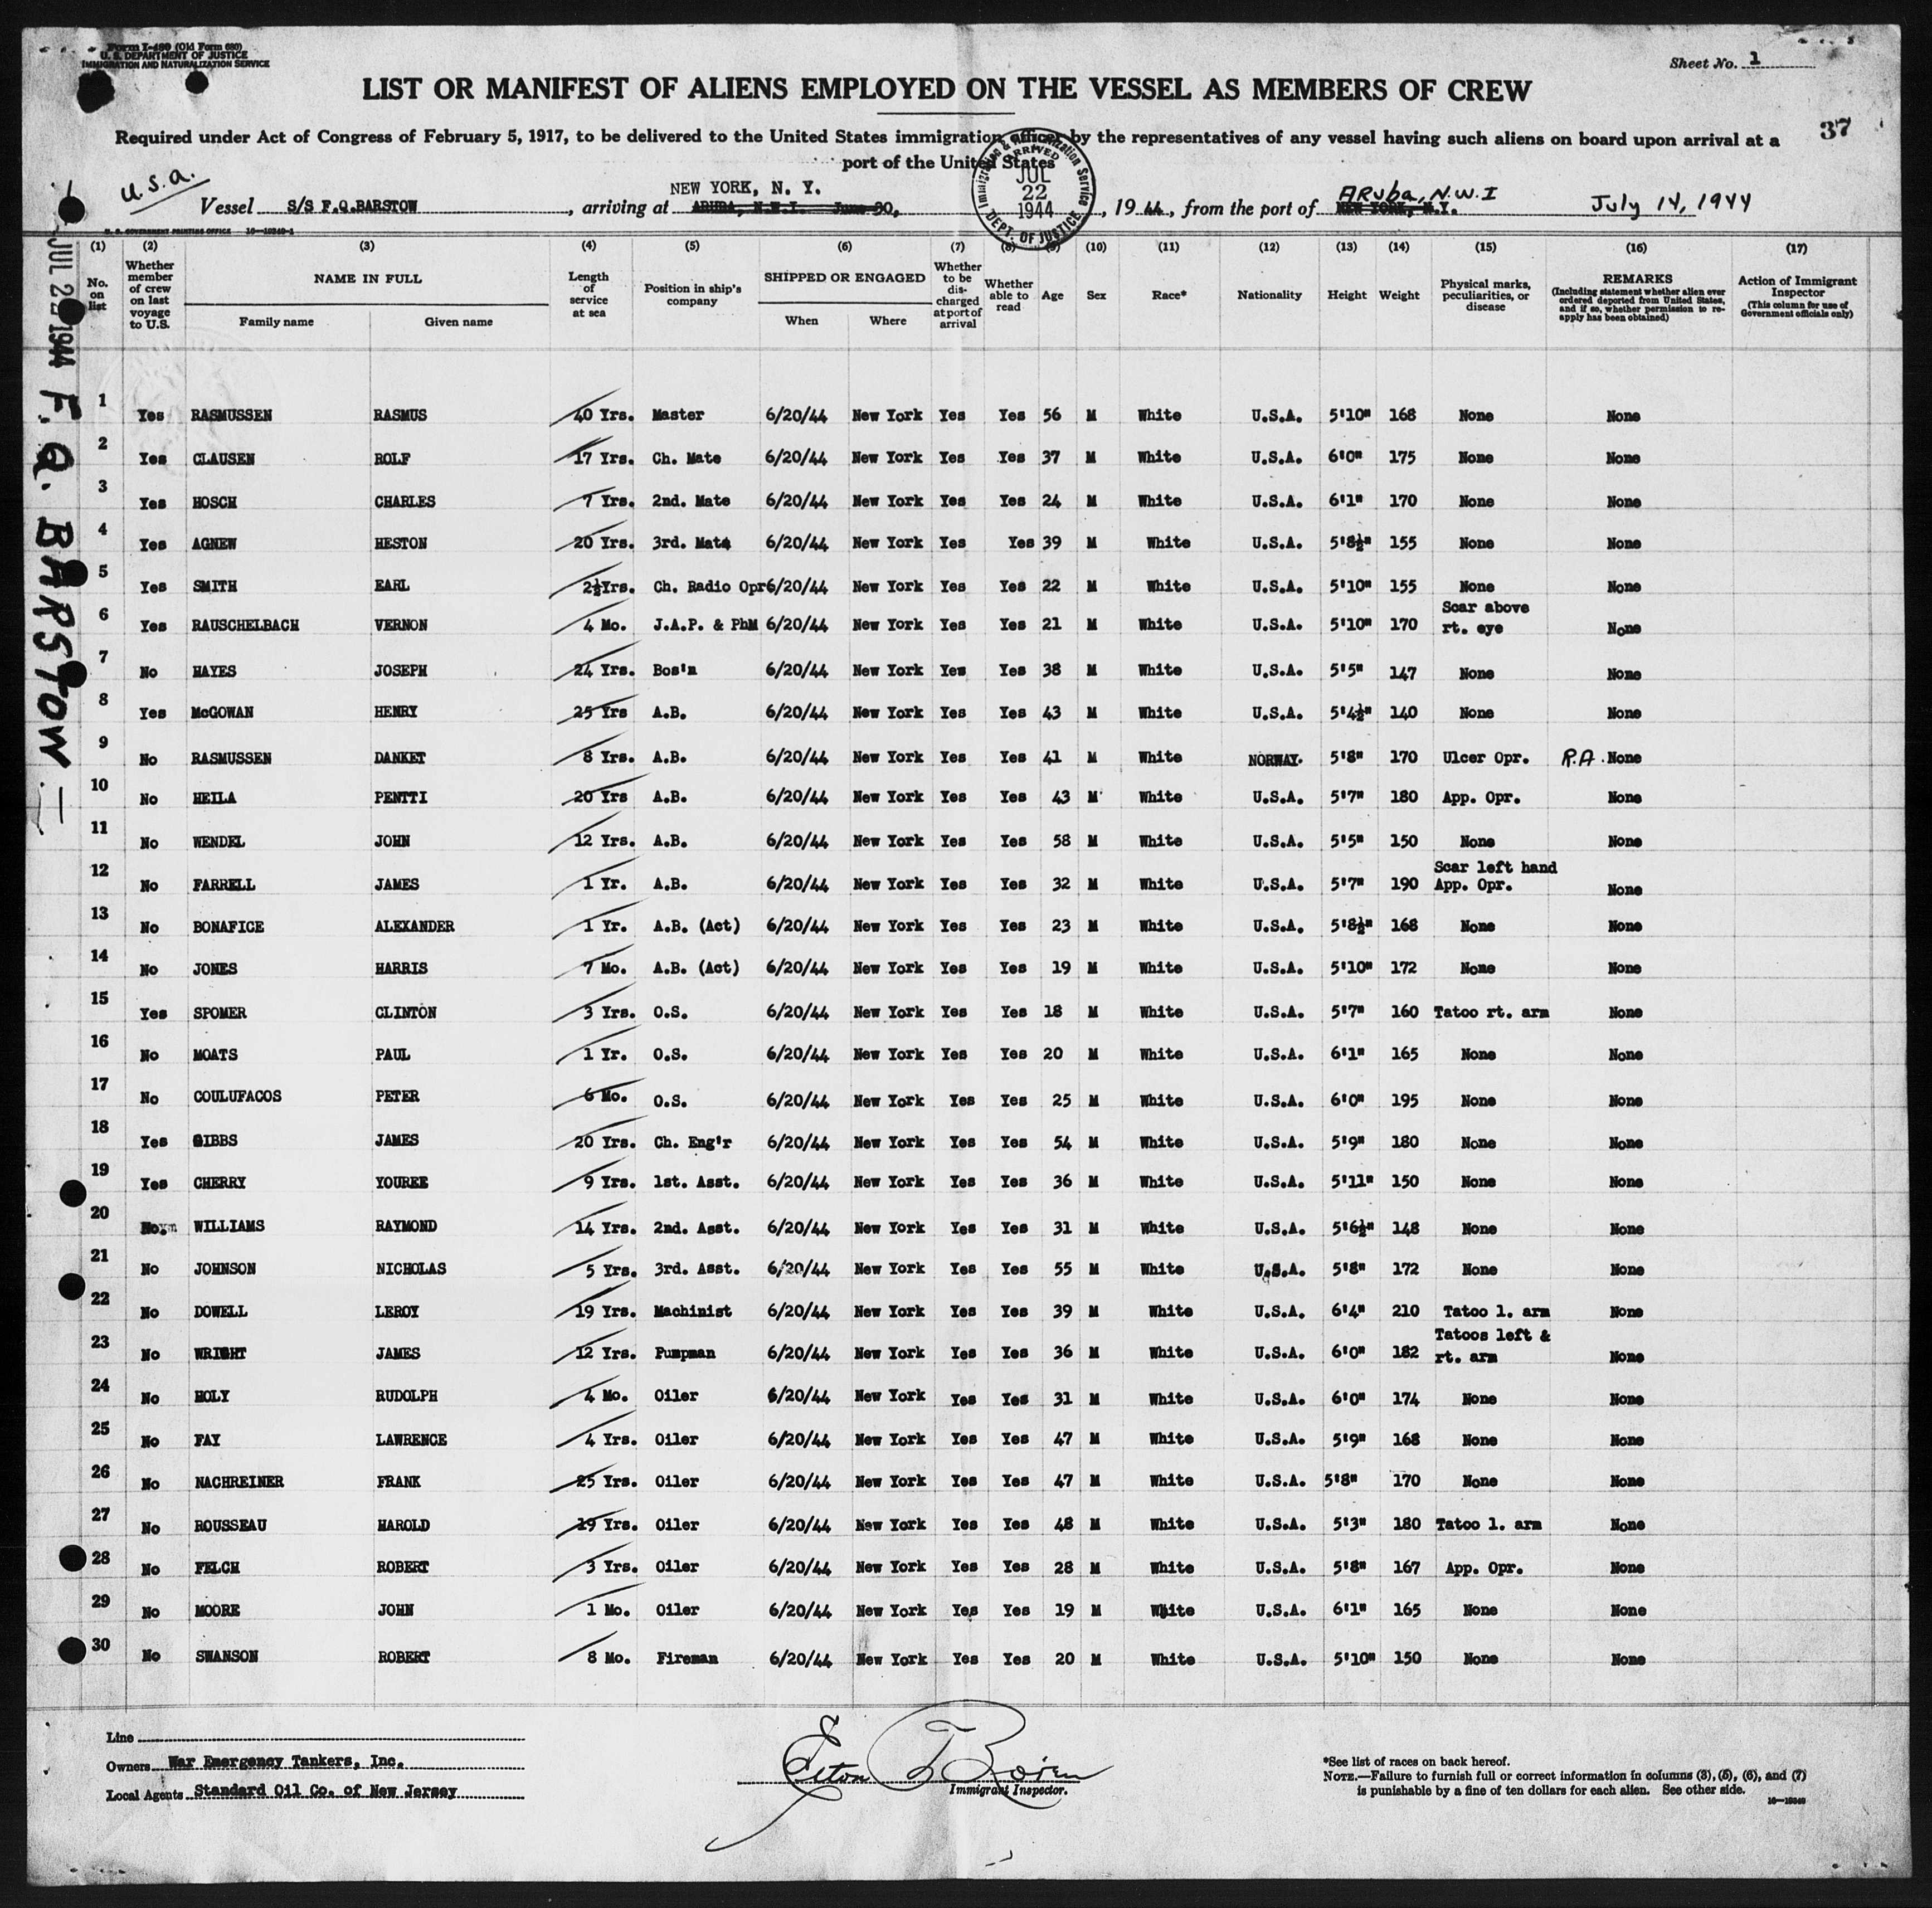 Form I-480 (Old Form 680)
U. S. DEPARTMENT OF JUSTICE
IMMIGRATION AND NATURALIZATION SERVICE
Sheet No. 1
LIST OR MANIFEST OF ALIENS EMPLOYED ON THE VESSEL AS MEMBERS OF CREW
37
Required under Act of Congress of February 5, 1917, to be delivered to the United States immigration officer by the representatives of any vessel having such aliens on board upon arrival at a
port of the United States
Immigration & Naturalization Service ARRIVED JUL 22 1944 DEPT. OF JUSTICE
U.S.A.
NEW YORK, N. Y.
ARuba, N.W.I
Vessel S/S F.Q.BARSTOW, arriving at ARUBA, N.W.I. June 30, , 19 44, from the port of NEW YORK, N.Y. July 14, 1944
U. S. GOVERNMENT PRINTING OFFICE 16—19349-1
JUL 22 1944 F. Q. BARSTOW
(1) (2) (3) (4) (5) (6) (7) (8) (9) (10) (11) (12) (13) (14) (15) (16) (17)
No. on list
Whether member of crew on last voyage to U.S.
NAME IN FULL
Family name Given name
Length of service at sea
Position in ship's company
SHIPPED OR ENGAGED
When Where
Whether to be discharged at port of arrival
Whether able to read
Age
Sex
Race*
Nationality
Height
Weight
Physical marks, peculiarities, or disease
REMARKS
(Including statement whether alien ever ordered deported from United States, and if so, whether permission to reapply has been obtained)
Action of Immigrant Inspector
(This column for use of Government officials only)
1 Yes RASMUSSEN RASMUS 40 Yrs. Master 6/20/44 New York Yes Yes 56 M White U.S.A. 5'10" 168 None None
2 Yes CLAUSEN ROLF 17 Yrs. Ch. Mate 6/20/44 New York Yes Yes 37 M White U.S.A. 6'0" 175 None None
3 Yes HOSCH CHARLES 7 Yrs. 2nd. Mate 6/20/44 New York Yes Yes 24 M White U.S.A. 6'1" 170 None None
4 Yes AGNEW HESTON 20 Yrs. 3rd. Mate 6/20/44 New York Yes Yes 39 M White U.S.A. 5'8½" 155 None None
5 Yes SMITH EARL 2½Yrs. Ch. Radio Opr 6/20/44 New York Yes Yes 22 M White U.S.A. 5'10" 155 None None
6 Yes RAUSCHELBACH VERNON 4 Mo. J.A.P. & PhM 6/20/44 New York Yes Yes 21 M White U.S.A. 5'10" 170 Scar above rt. eye None
7 No HAYES JOSEPH 24 Yrs. Bos'n 6/20/44 New York Yes Yes 38 M White U.S.A. 5'5" 147 None None
8 Yes McGOWAN HENRY 25 Yrs A.B. 6/20/44 New York Yes Yes 43 M White U.S.A. 5'4½" 140 None None
9 No RASMUSSEN DANKET 8 Yrs. A.B. 6/20/44 New York Yes Yes 41 M White NORWAY. 5'8" 170 Ulcer Opr. R.A. None
10 No HEILA PENTTI 20 Yrs A.B. 6/20/44 New York Yes Yes 43 M White U.S.A. 5'7" 180 App. Opr. None
11 No WENDEL JOHN 12 Yrs. A.B. 6/20/44 New York Yes Yes 58 M White U.S.A. 5'5" 150 None None
12 No FARRELL JAMES 1 Yr. A.B. 6/20/44 New York Yes Yes 32 M White U.S.A. 5'7" 190 Scar left hand App. Opr. None
13 No BONAFICE ALEXANDER 1 Yr. A.B. (Act) 6/20/44 New York Yes Yes 23 M White U.S.A. 5'8½" 168 None None
14 No JONES HARRIS 7 Mo. A.B. (Act) 6/20/44 New York Yes Yes 19 M White U.S.A. 5'10" 172 None None
15 Yes SPOMER CLINTON 3 Yrs. O.S. 6/20/44 New York Yes Yes 18 M White U.S.A. 5'7" 160 Tatoo rt. arm None
16 No MOATS PAUL 1 Yr. O.S. 6/20/44 New York Yes Yes 20 M White U.S.A. 6'1" 165 None None
17 No COULUFACOS PETER 6 Mo. O.S. 6/20/44 New York Yes Yes 25 M White U.S.A. 6'0" 195 None None
18 Yes GIBBS JAMES 20 Yrs. Ch. Eng'r 6/20/44 New York Yes Yes 54 M White U.S.A. 5'9" 180 None None
19 Yes CHERRY YOUREE 9 Yrs. 1st. Asst. 6/20/44 New York Yes Yes 36 M White U.S.A. 5'11" 150 None None
20 No. WILLIAMS RAYMOND 14 Yrs. 2nd. Asst. 6/20/44 New York Yes Yes 31 M White U.S.A. 5'6½" 148 None None
21 No JOHNSON NICHOLAS 5 Yrs. 3rd. Asst. 6/20/44 New York Yes Yes 55 M White U.S.A. 5'8" 172 None None
22 No DOWELL LEROY 19 Yrs. Machinist 6/20/44 New York Yes Yes 39 M White U.S.A. 6'4" 210 Tatoo l. arm None
23 No WRIGHT JAMES 12 Yrs. Pumpman 6/20/44 New York Yes Yes 36 M White U.S.A. 6'0" 182 Tatoos left & rt. arm None
24 No HOLY RUDOLPH 4 Mo. Oiler 6/20/44 New York Yes Yes 31 M White U.S.A. 6'0" 174 None None
25 No FAY LAWRENCE 4 Yrs. Oiler 6/20/44 New York Yes Yes 47 M White U.S.A. 5'9" 168 None None
26 No NACHREINER FRANK 25 Yrs. Oiler 6/20/44 New York Yes Yes 47 M White U.S.A. 5'8" 170 None None
27 No ROUSSEAU HAROLD 19 Yrs. Oiler 6/20/44 New York Yes Yes 48 M White U.S.A. 5'3" 180 Tatoo l. arm None
28 No FELCH ROBERT 3 Yrs. Oiler 6/20/44 New York Yes Yes 28 M White U.S.A. 5'8" 167 App. Opr. None
29 No MOORE JOHN 1 Mo. Oiler 6/20/44 New York Yes Yes 19 M White U.S.A. 6'1" 165 None None
30 No SWANSON ROBERT 8 Mo. Fireman 6/20/44 New York Yes Yes 20 M White U.S.A. 5'10" 150 None None
Line
Owners War Emergency Tankers, Inc.
Local Agents Standard Oil Co. of New Jersey
Elton
Immigrant Inspector.
*See list of races on back hereof.
NOTE.—Failure to furnish full or correct information in columns (3), (5), (6), and (7)
is punishable by a fine of ten dollars for each alien. See other side.
16—19349